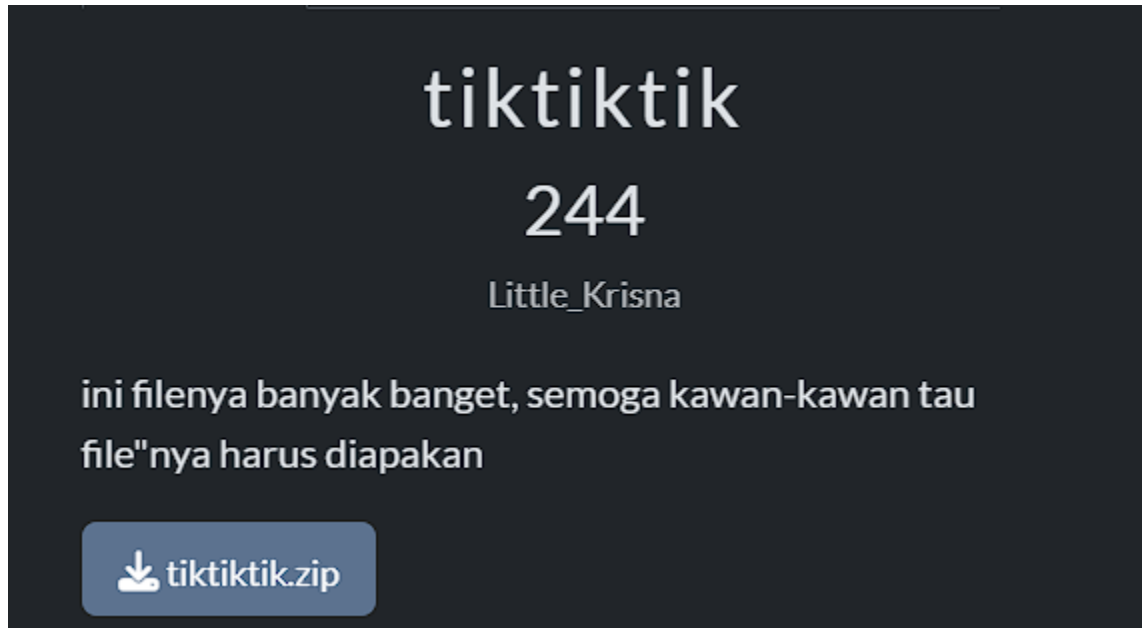 tiktiktik
244
Little_Krisna
ini filenya banyak banget, semoga kawan-kawan tau
file"nya harus diapakan
tiktiktik.zip